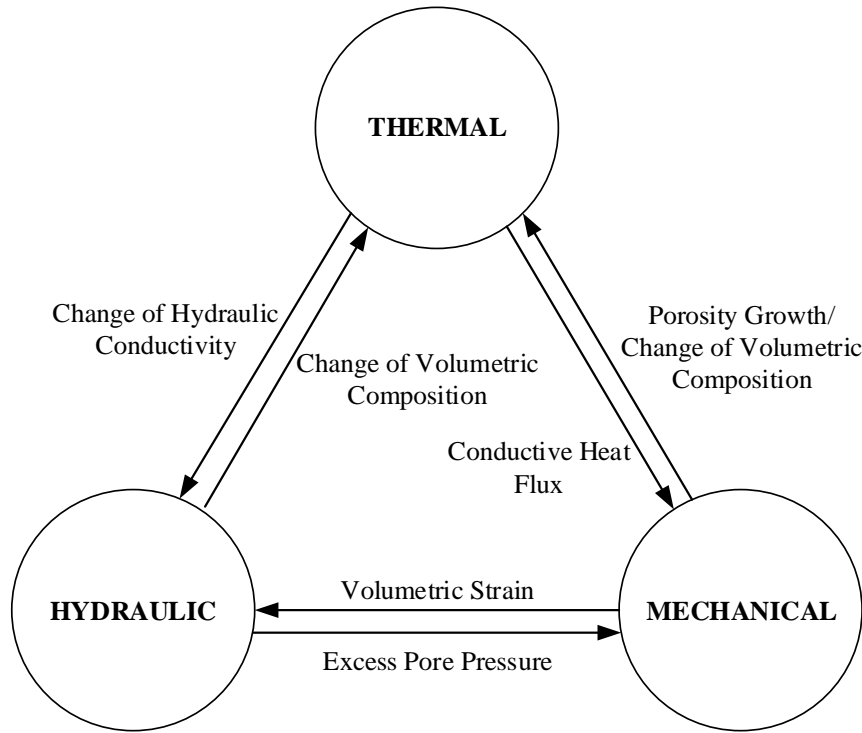 THERMAL
Change of Hydraulic
Conductivity
Porosity Growth/
Change of Volumetric
Composition
Change of Volumetric
Composition
Conductive Heat
Flux
HYDRAULIC
Volumetric Strain
MECHANICAL
Excess Pore Pressure